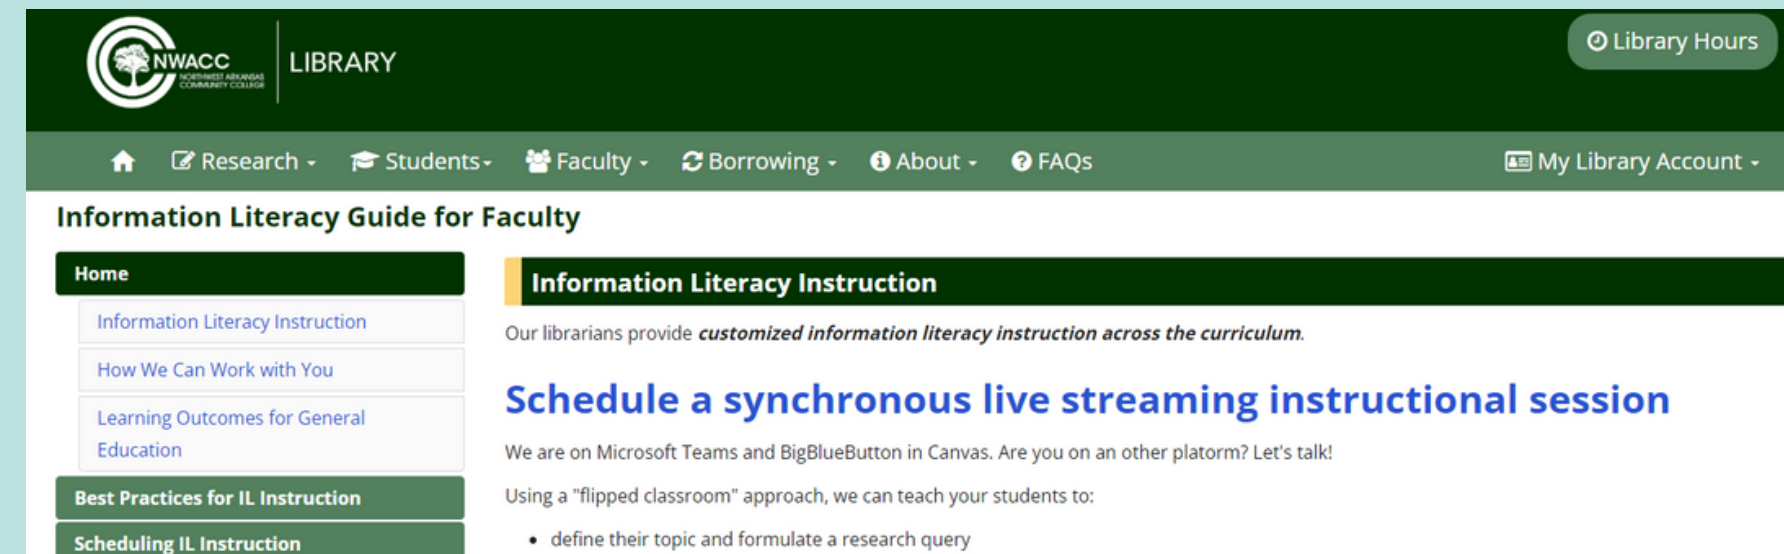 NWACC
NORTHWEST ARKANSAS
COMMUNITY COLLEGE
LIBRARY
Library Hours
Research
Students
Faculty
Borrowing
About
FAQs
My Library Account
Information Literacy Guide for Faculty
Home
Information Literacy Instruction
How We Can Work with You
Learning Outcomes for General
Education
Best Practices for IL Instruction
Scheduling IL Instruction
Information Literacy Instruction
Our librarians provide customized information literacy instruction across the curriculum.
Schedule a synchronous live streaming instructional session
We are on Microsoft Teams and BigBlueButton in Canvas. Are you on an other platorm? Let's talk!
Using a "flipped classroom" approach, we can teach your students to:
• define their topic and formulate a research query